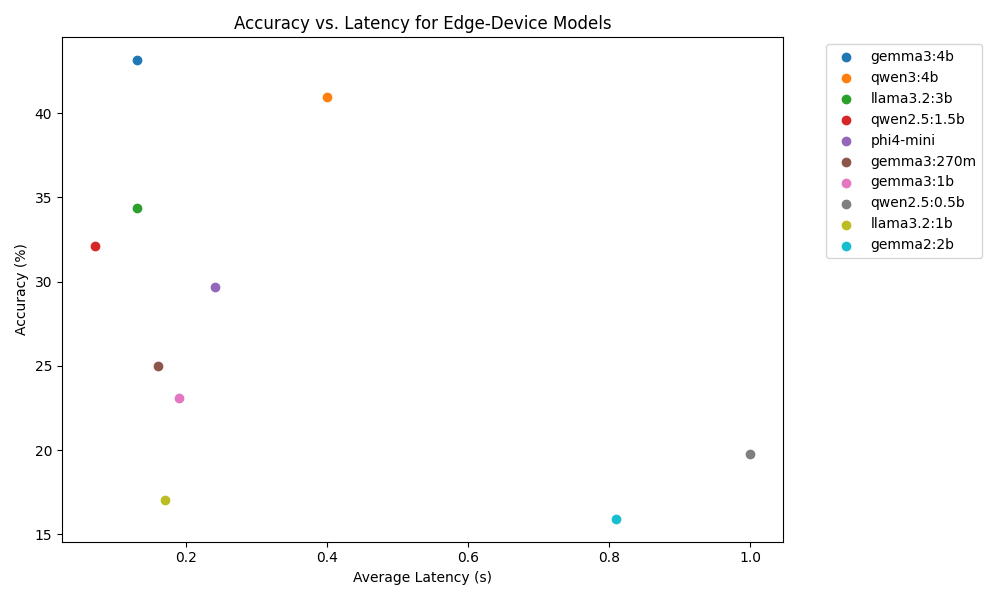 Accuracy vs. Latency for Edge-Device Models
gemma3:4b
qwen3:4b
llama3.2:3b
qwen2.5:1.5b
phi4-mini
gemma3:270m
gemma3:1b
qwen2.5:0.5b
llama3.2:1b
gemma2:2b
Accuracy (%)
40
35
30
25
20
15
0.2 0.4 0.6 0.8 1.0
Average Latency (s)